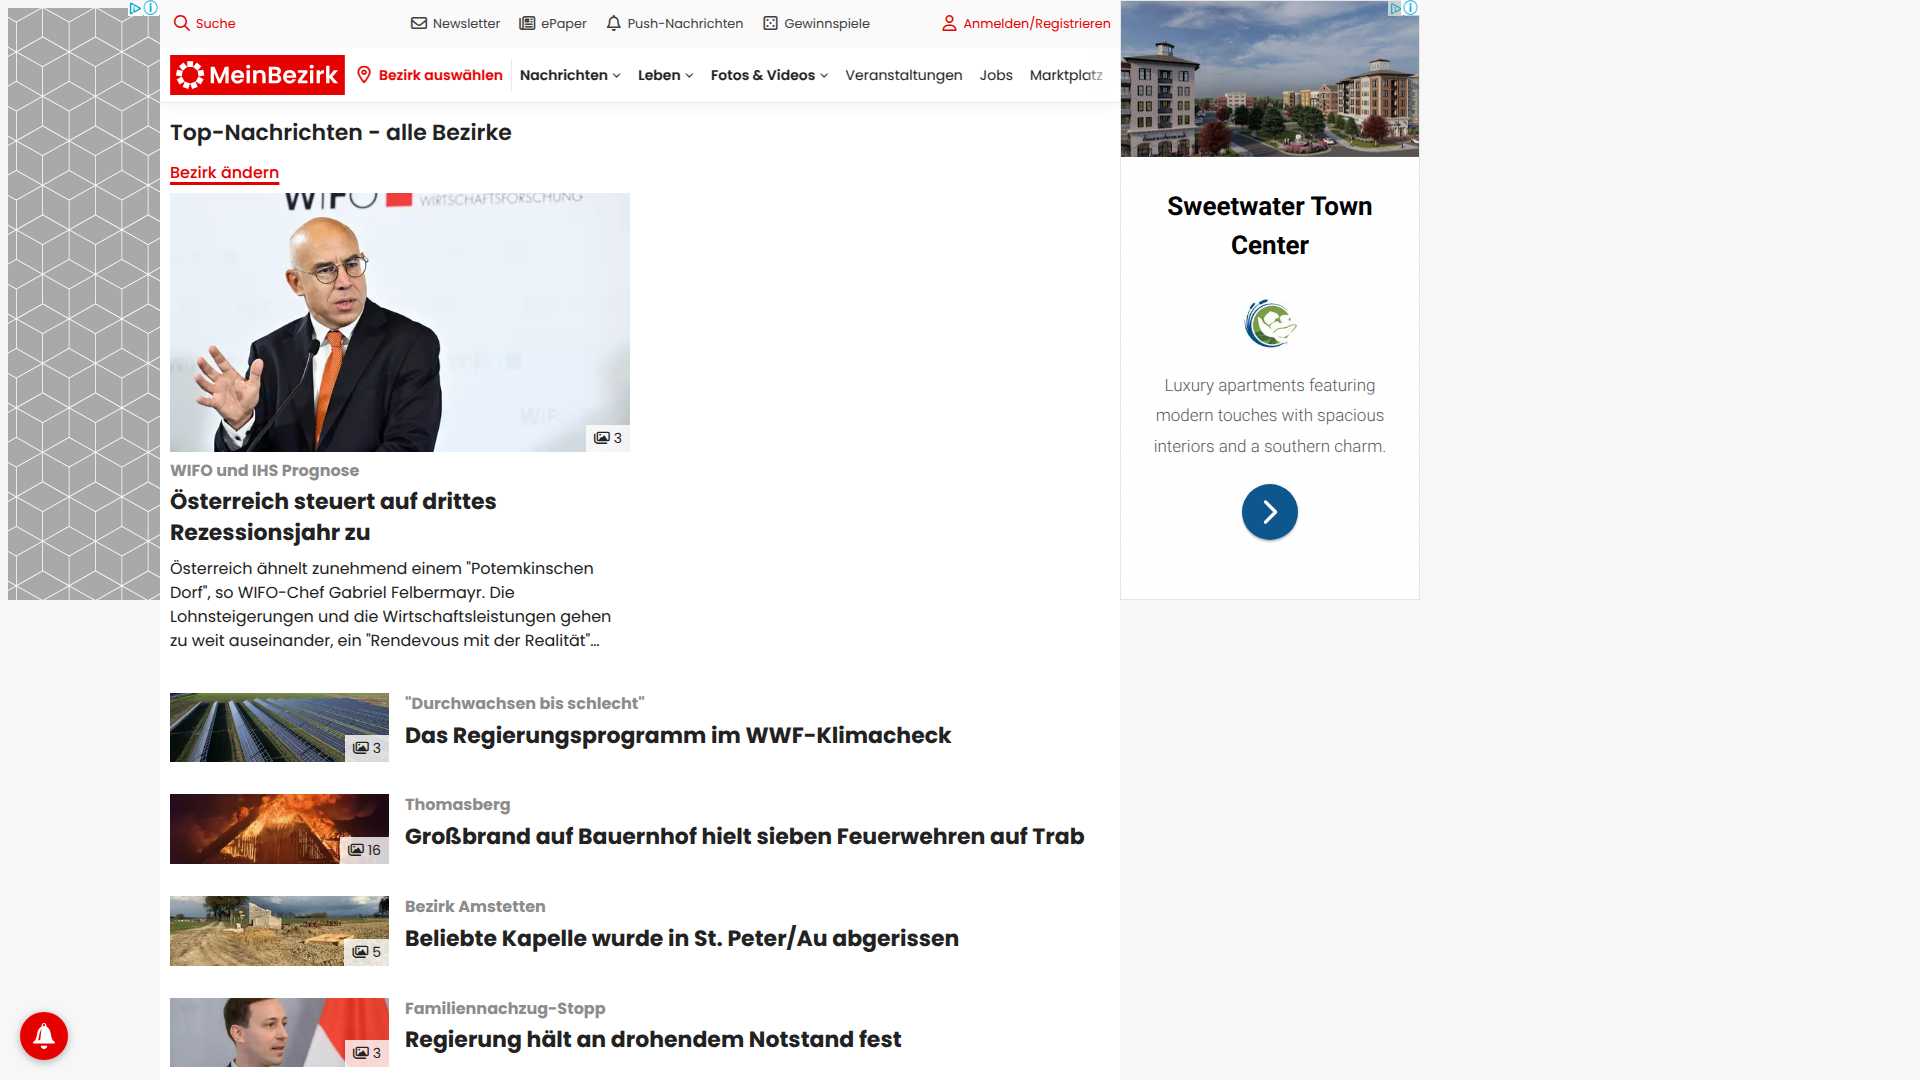 Suche
Newsletter
ePaper
Push-Nachrichten
Gewinnspiele
Anmelden/Registrieren
MeinBezirk
Bezirk auswählen
Nachrichten
Leben
Fotos & Videos
Veranstaltungen
Jobs
Marktplatz
Top-Nachrichten - alle Bezirke
Bezirk ändern
WIFO
WIRTSCHAFTSFORSCHUNG
3
WIFO und IHS Prognose
Österreich steuert auf drittes
Rezessionsjahr zu
Österreich ähnelt zunehmend einem "Potemkinschen
Dorf", so WIFO-Chef Gabriel Felbermayr. Die
Lohnsteigerungen und die Wirtschaftsleistungen gehen
zu weit auseinander, ein "Rendevous mit der Realität"...
3
"Durchwachsen bis schlecht"
Das Regierungsprogramm im WWF-Klimacheck
16
Thomasberg
Großbrand auf Bauernhof hielt sieben Feuerwehren auf Trab
5
Bezirk Amstetten
Beliebte Kapelle wurde in St. Peter/Au abgerissen
3
Familiennachzug-Stopp
Regierung hält an drohendem Notstand fest
Sweetwater Town
Center
Luxury apartments featuring
modern touches with spacious
interiors and a southern charm.